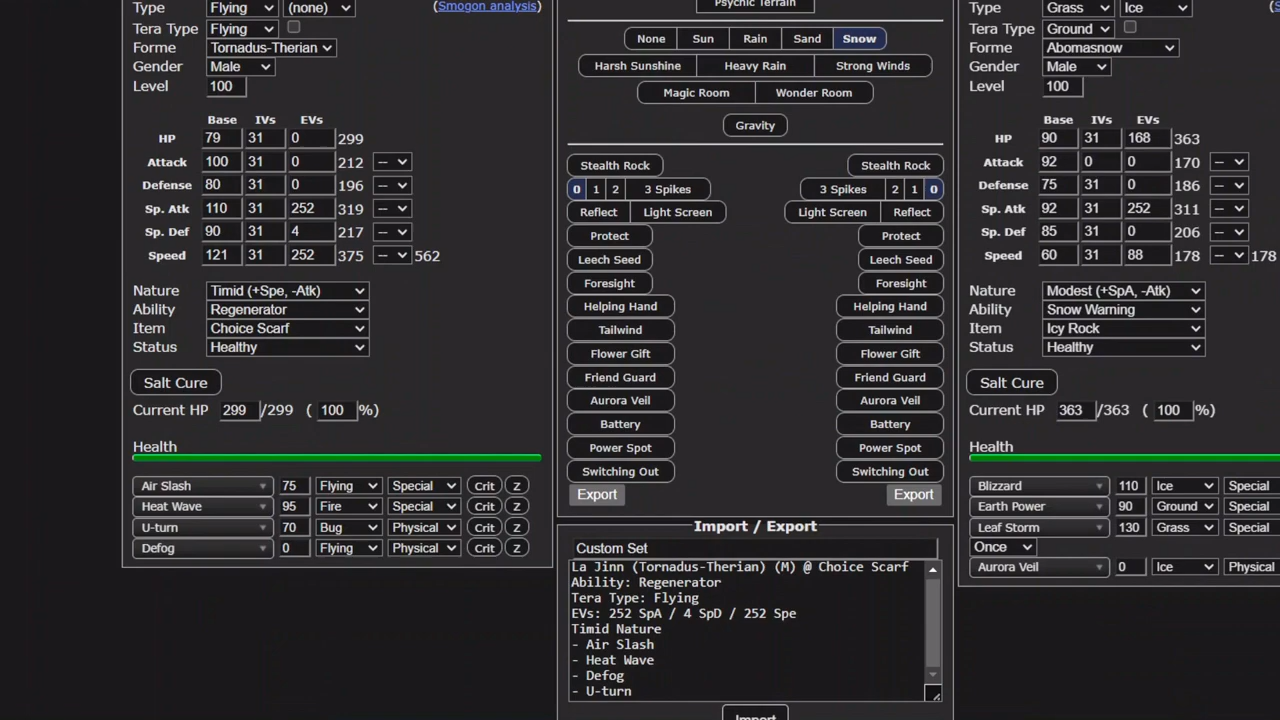 Type Flying (none) (Smogon analysis)
Tera Type Flying
Forme Tornadus-Therian
Gender Male
Level 100
Base IVs EVs
HP 79 31 0 299
Attack 100 31 0 212 --
Defense 80 31 0 196 --
Sp. Atk 110 31 252 319 --
Sp. Def 90 31 4 217 --
Speed 121 31 252 375 -- 562
Nature Timid (+Spe, -Atk)
Ability Regenerator
Item Choice Scarf
Status Healthy
Salt Cure
Current HP 299 /299 ( 100 %)
Health
Air Slash 75 Flying Special Crit Z
Heat Wave 95 Fire Special Crit Z
U-turn 70 Bug Physical Crit Z
Defog 0 Flying Physical Crit Z
Psychic Terrain
None Sun Rain Sand Snow
Harsh Sunshine Heavy Rain Strong Winds
Magic Room Wonder Room
Gravity
Stealth Rock Stealth Rock
0 1 2 3 Spikes 3 Spikes 2 1 0
Reflect Light Screen Light Screen Reflect
Protect Protect
Leech Seed Leech Seed
Foresight Foresight
Helping Hand Helping Hand
Tailwind Tailwind
Flower Gift Flower Gift
Friend Guard Friend Guard
Aurora Veil Aurora Veil
Battery Battery
Power Spot Power Spot
Switching Out Switching Out
Export Export
Import / Export
Custom Set
La Jinn (Tornadus-Therian) (M) @ Choice Scarf
Ability: Regenerator
Tera Type: Flying
EVs: 252 SpA / 4 SpD / 252 Spe
Timid Nature
- Air Slash
- Heat Wave
- Defog
- U-turn
Import
Type Grass Ice (S
Tera Type Ground
Forme Abomasnow
Gender Male
Level 100
Base IVs EVs
HP 90 31 168 363
Attack 92 0 0 170 --
Defense 75 31 0 186 --
Sp. Atk 92 31 252 311 --
Sp. Def 85 31 0 206 --
Speed 60 31 88 178 -- 178
Nature Modest (+SpA, -Atk)
Ability Snow Warning
Item Icy Rock
Status Healthy
Salt Cure
Current HP 363 /363 ( 100 %)
Health
Blizzard 110 Ice Special
Earth Power 90 Ground Special
Leaf Storm 130 Grass Special
Once
Aurora Veil 0 Ice Physical